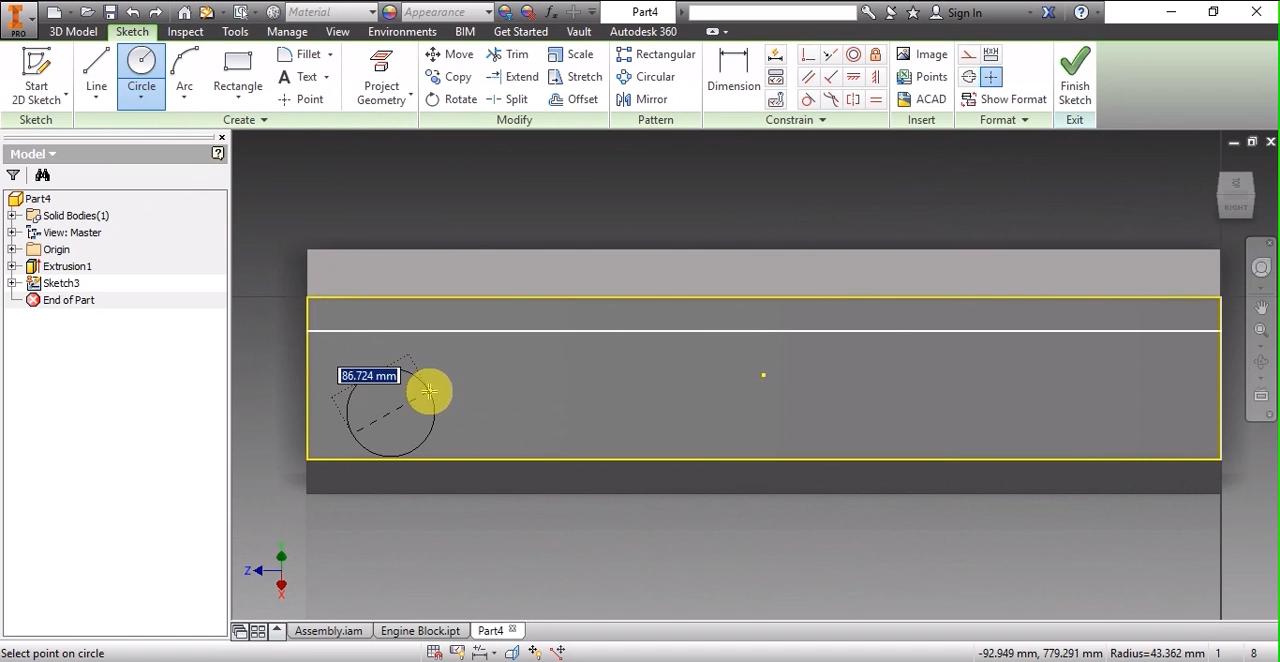 Material
Appearance
Part4
Sign In
PRO
3D Model
Sketch
Inspect
Tools
Manage
View
Environments
BIM
Get Started
Vault
Autodesk 360
Start
2D Sketch
Line
Circle
Arc
Rectangle
Fillet
Text
Point
Project
Geometry
Move
Copy
Rotate
Trim
Extend
Split
Scale
Stretch
Offset
Rectangular
Circular
Mirror
Dimension
Image
Points
ACAD
Show Format
Finish
Sketch
Sketch
Create
Modify
Pattern
Constrain
Insert
Format
Exit
Model
Part4
Solid Bodies(1)
View: Master
Origin
Extrusion1
Sketch3
End of Part
86.724 mm
RIGHT
Z
X
Assembly.iam
Engine Block.ipt
Part4
Select point on circle
-92.949 mm, 779.291 mm
Radius=43.362 mm
1
8